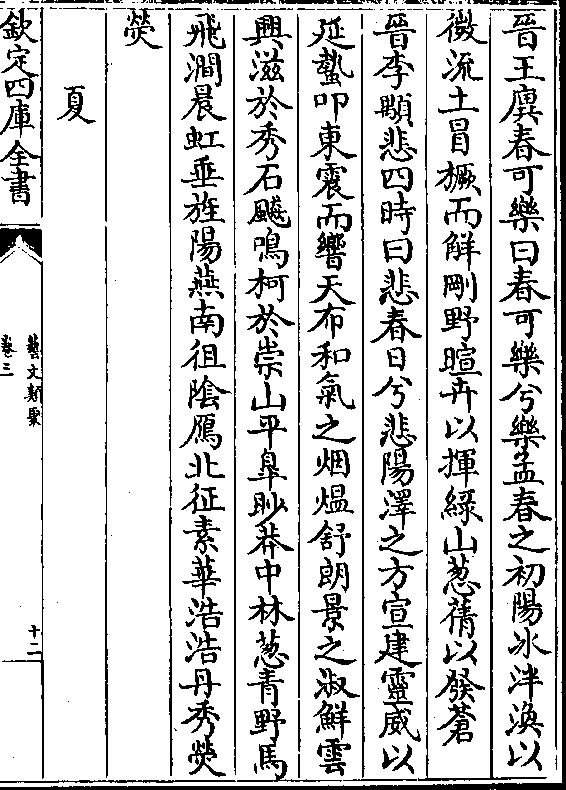 晉王廙春可樂曰春可樂兮樂孟春之初陽冰泮渙以
微流土冒橛而解剛野暄卉以揮綠山葱蒨以發蒼
晉李顒悲四時曰悲春日兮悲陽澤之方宣建靈威以
延蟄叩東震而響天布和氣之烟熅舒朗景之淑鮮雲
興滋於秀石飈鳴柯於崇山平臯眇莽中林葱青野馬
飛澗晨虹垂旌陽燕南徂陰鴈北征素華浩浩丹秀熒
熒
夏
欽定四庫全書
藝文類聚
卷三
十二